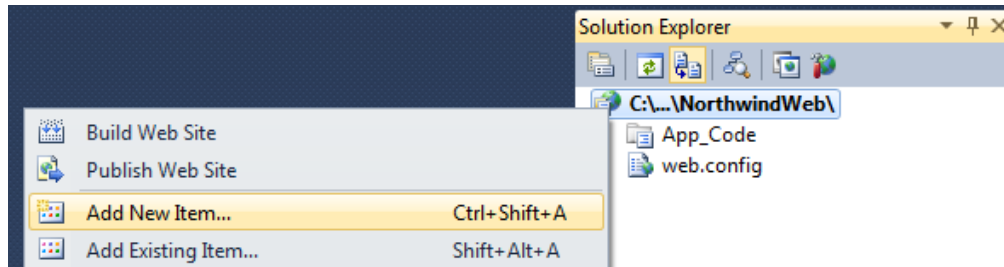 Solution Explorer
C:\...\NorthwindWeb\
App_Code
web.config
Build Web Site
Publish Web Site
Add New Item... Ctrl+Shift+A
Add Existing Item... Shift+Alt+A